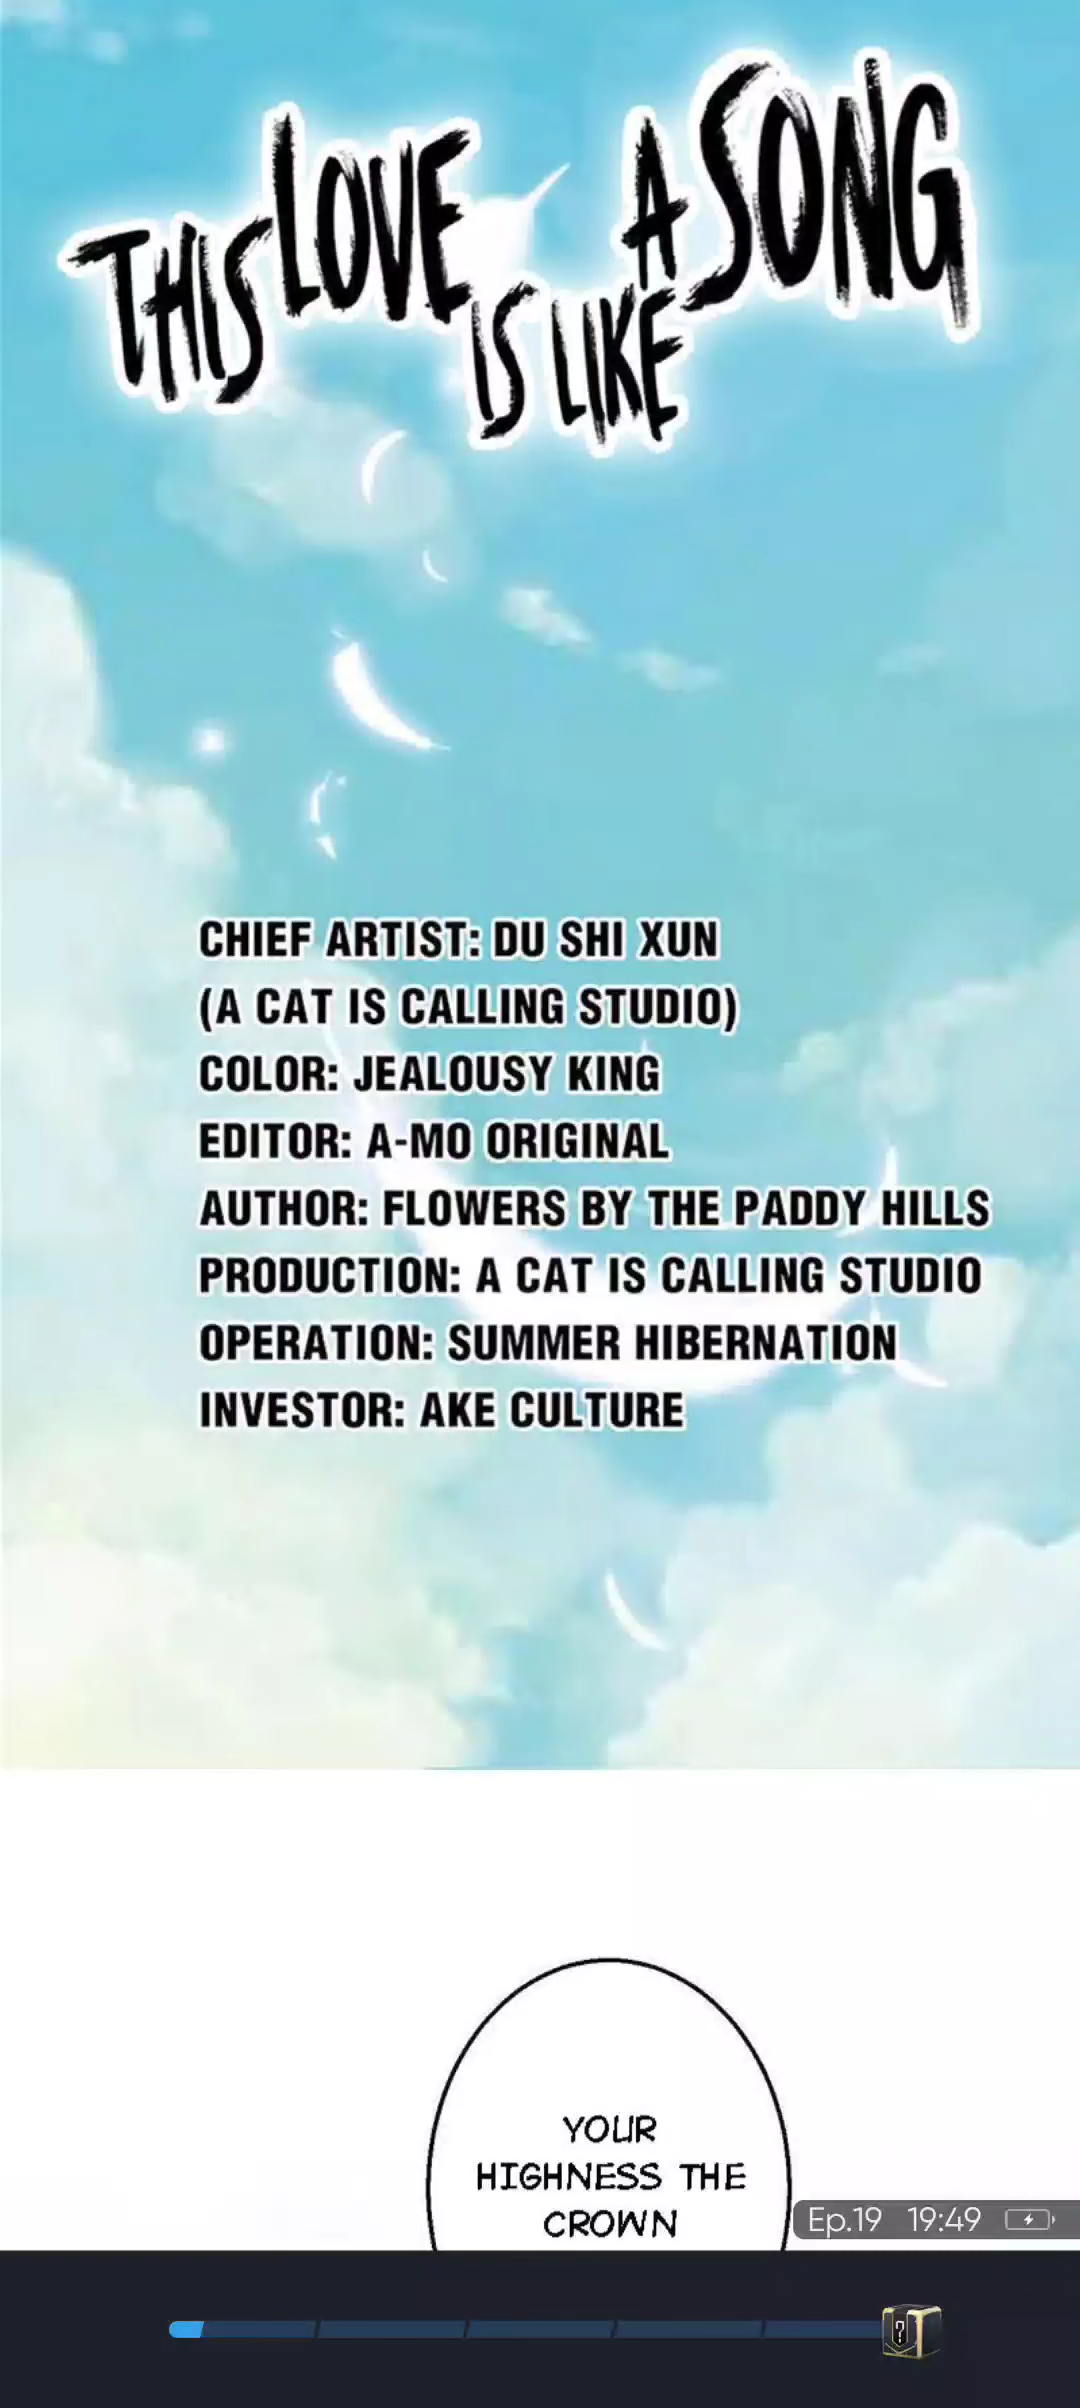 THIS LOVE
IS LIKE
A SONG
CHIEF ARTIST: DU SHI XUN
(A CAT IS CALLING STUDIO)
COLOR: JEALOUSY KING
EDITOR: A-MO ORIGINAL
AUTHOR: FLOWERS BY THE PADDY HILLS
PRODUCTION: A CAT IS CALLING STUDIO
OPERATION: SUMMER HIBERNATION
INVESTOR: AKE CULTURE
YOUR
HIGHNESS THE
CROWN
Ep.19 19:49
?